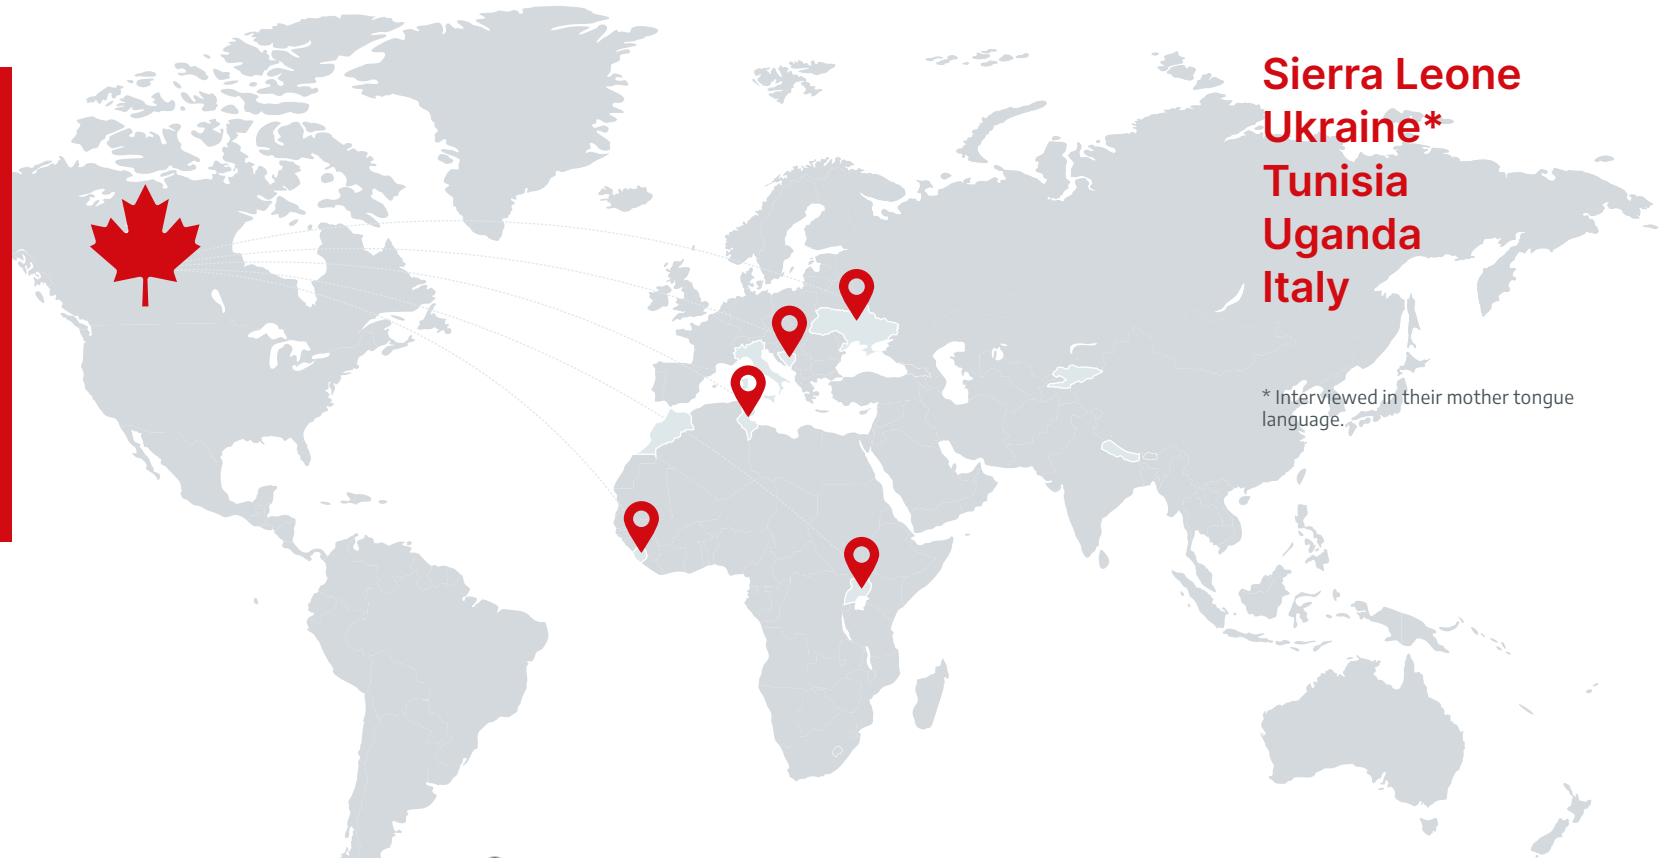 Sierra Leone
Ukraine*
Tunisia
Uganda
Italy
* Interviewed in their mother tongue
language.